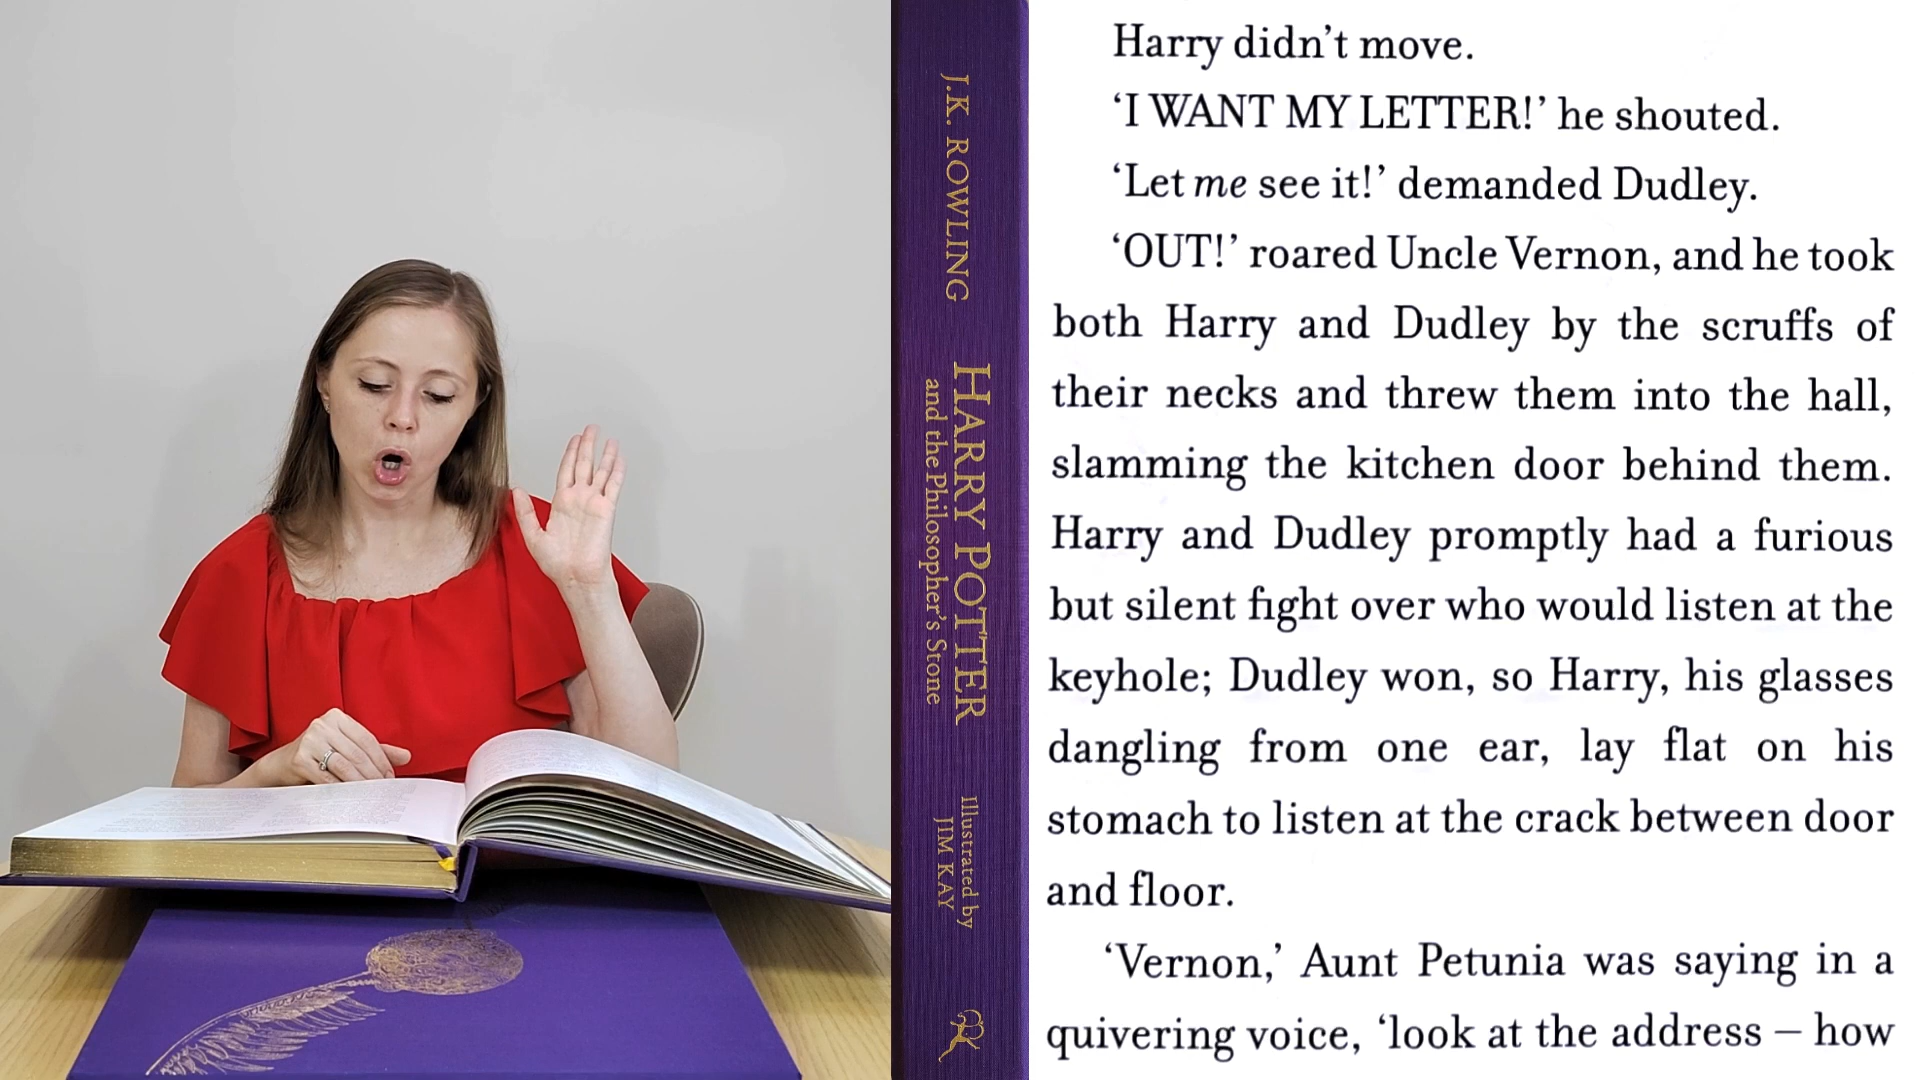 J.K. ROWLING
HARRY POTTER
and the Philosopher's Stone
Illustrated by
JIM KAY
Harry didn't move.
'I WANT MY LETTER!' he shouted.
'Let me see it!' demanded Dudley.
'OUT!' roared Uncle Vernon, and he took
both Harry and Dudley by the scruffs of
their necks and threw them into the hall,
slamming the kitchen door behind them.
Harry and Dudley promptly had a furious
but silent fight over who would listen at the
keyhole; Dudley won, so Harry, his glasses
dangling from one ear, lay flat on his
stomach to listen at the crack between door
and floor.
'Vernon,' Aunt Petunia was saying in a
quivering voice, 'look at the address – how